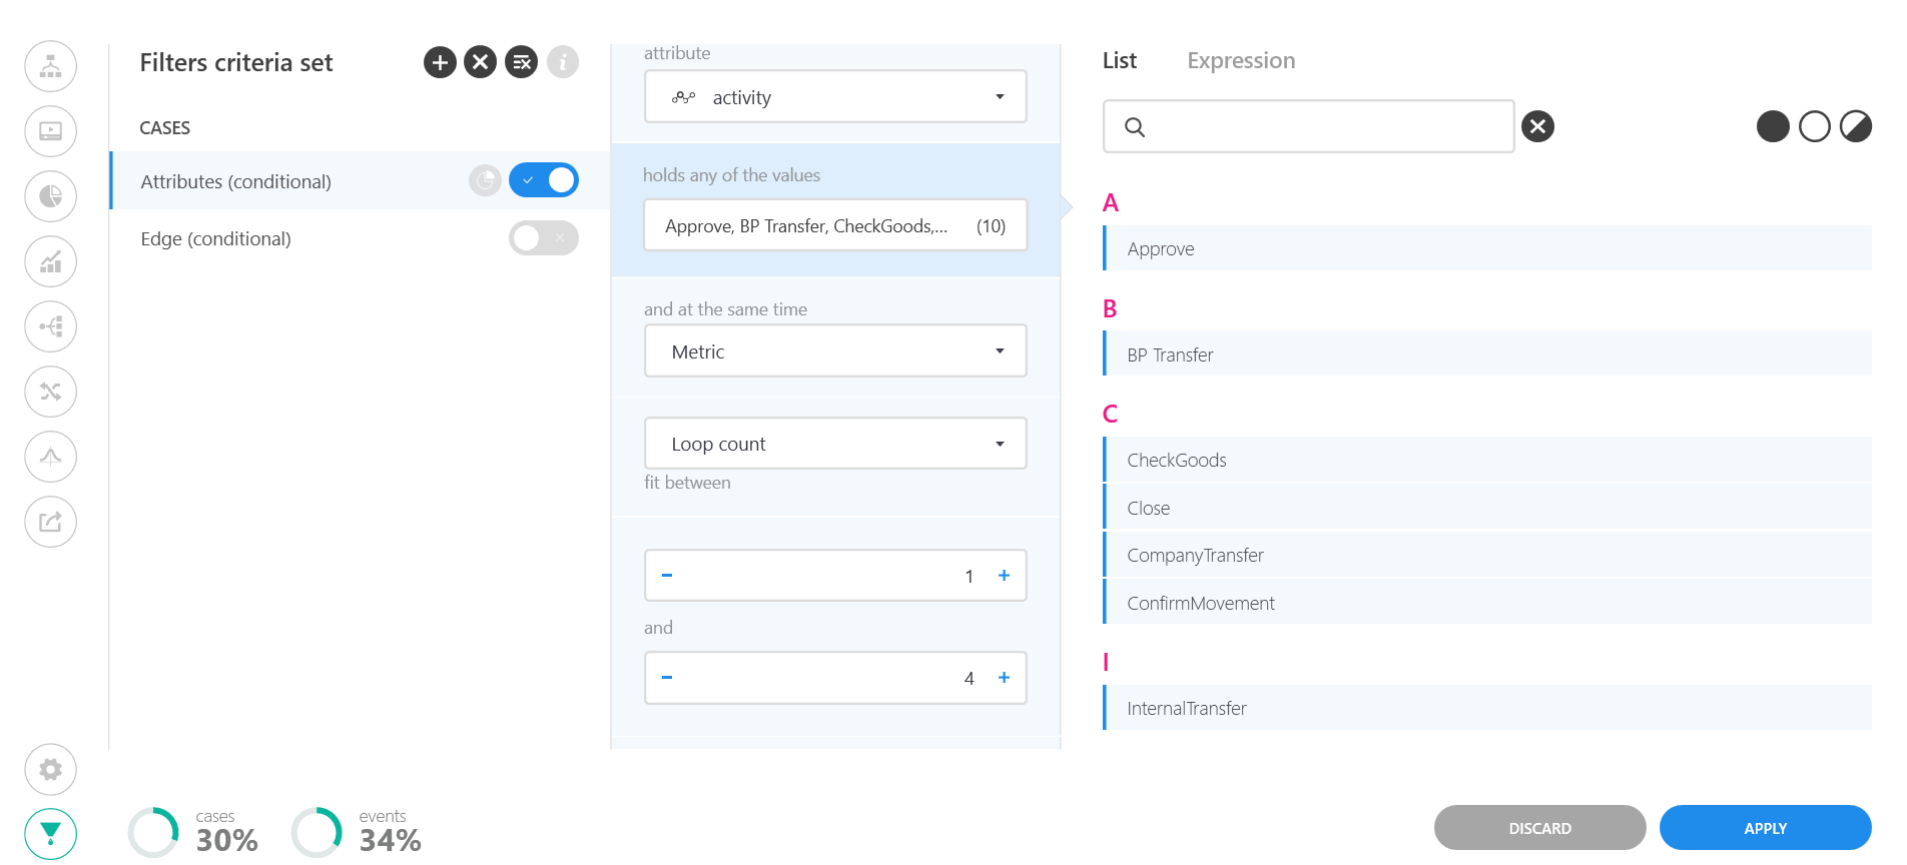 Filters criteria set
CASES
Attributes (conditional)
Edge (conditional)
attribute
activity
holds any of the values
Approve, BP Transfer, CheckGoods,... (10)
and at the same time
Metric
Loop count
fit between
1
and
4
List Expression
A
Approve
B
BP Transfer
C
CheckGoods
Close
CompanyTransfer
ConfirmMovement
I
InternalTransfer
cases
30%
events
34%
DISCARD
APPLY